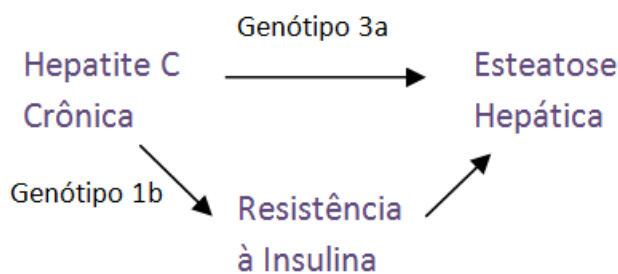 Genótipo 3a
Hepatite C
Crônica
Esteatose
Hepática
Genótipo 1b
Resistência
à Insulina